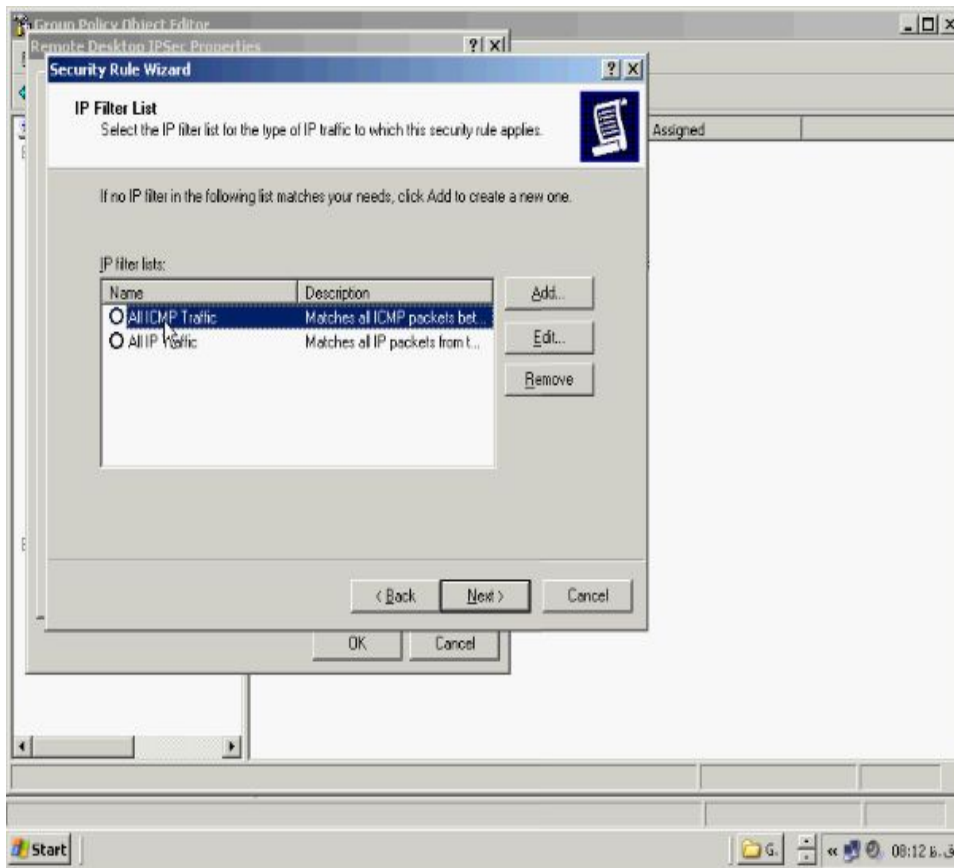 Group Policy Object Editor
Remote Desktop IPSec Properties
Security Rule Wizard
IP Filter List
Select the IP filter list for the type of IP traffic to which this security rule applies.
Assigned
If no IP filter in the following list matches your needs, click Add to create a new one.
IP filter lists:
Name Description
All ICMP Traffic Matches all ICMP packets bet...
All IP Traffic Matches all IP packets from t...
Add...
Edit...
Remove
< Back Next > Cancel
OK Cancel
Start G. « 08:12